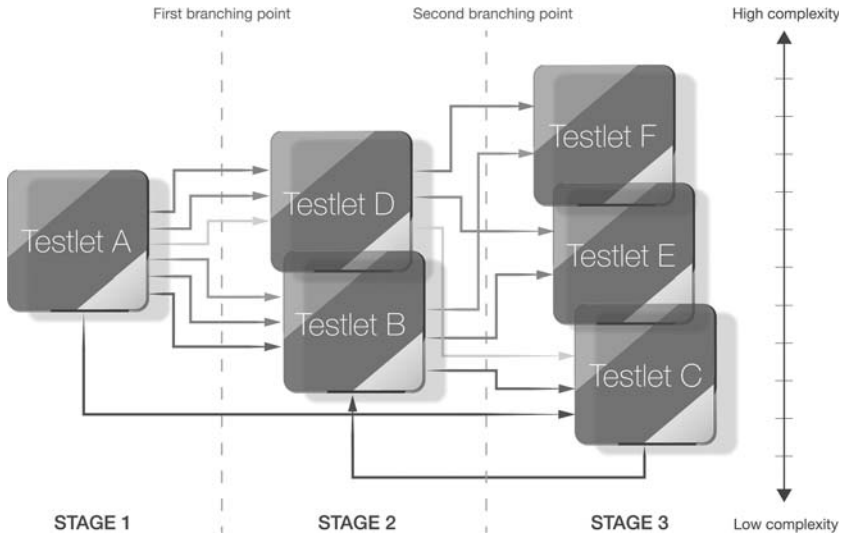 First branching point
Second branching point
High complexity
Testlet A
Testlet D
Testlet B
Testlet F
Testlet E
Testlet C
STAGE 1
STAGE 2
STAGE 3
Low complexity